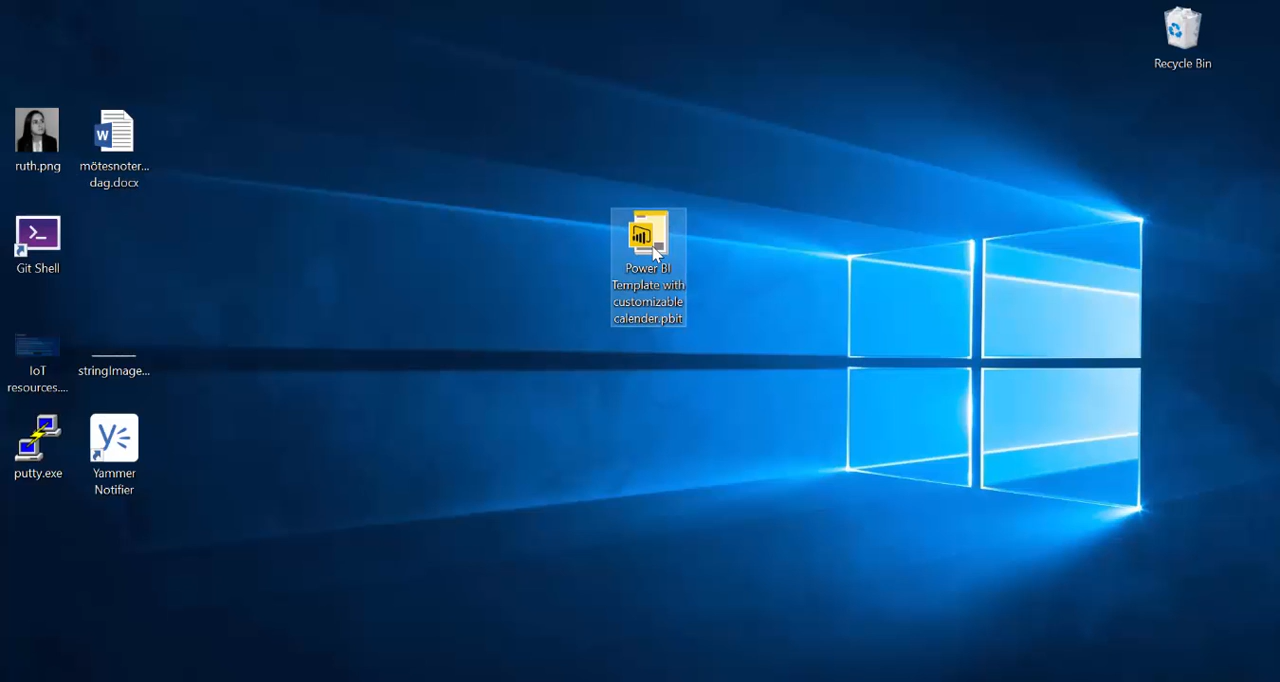 Recycle Bin
ruth.png
mötesnoter...
dag.docx
Git Shell
Power BI
Template with
customizable
calender.pbit
IoT
resources....
stringImage...
putty.exe
Yammer
Notifier